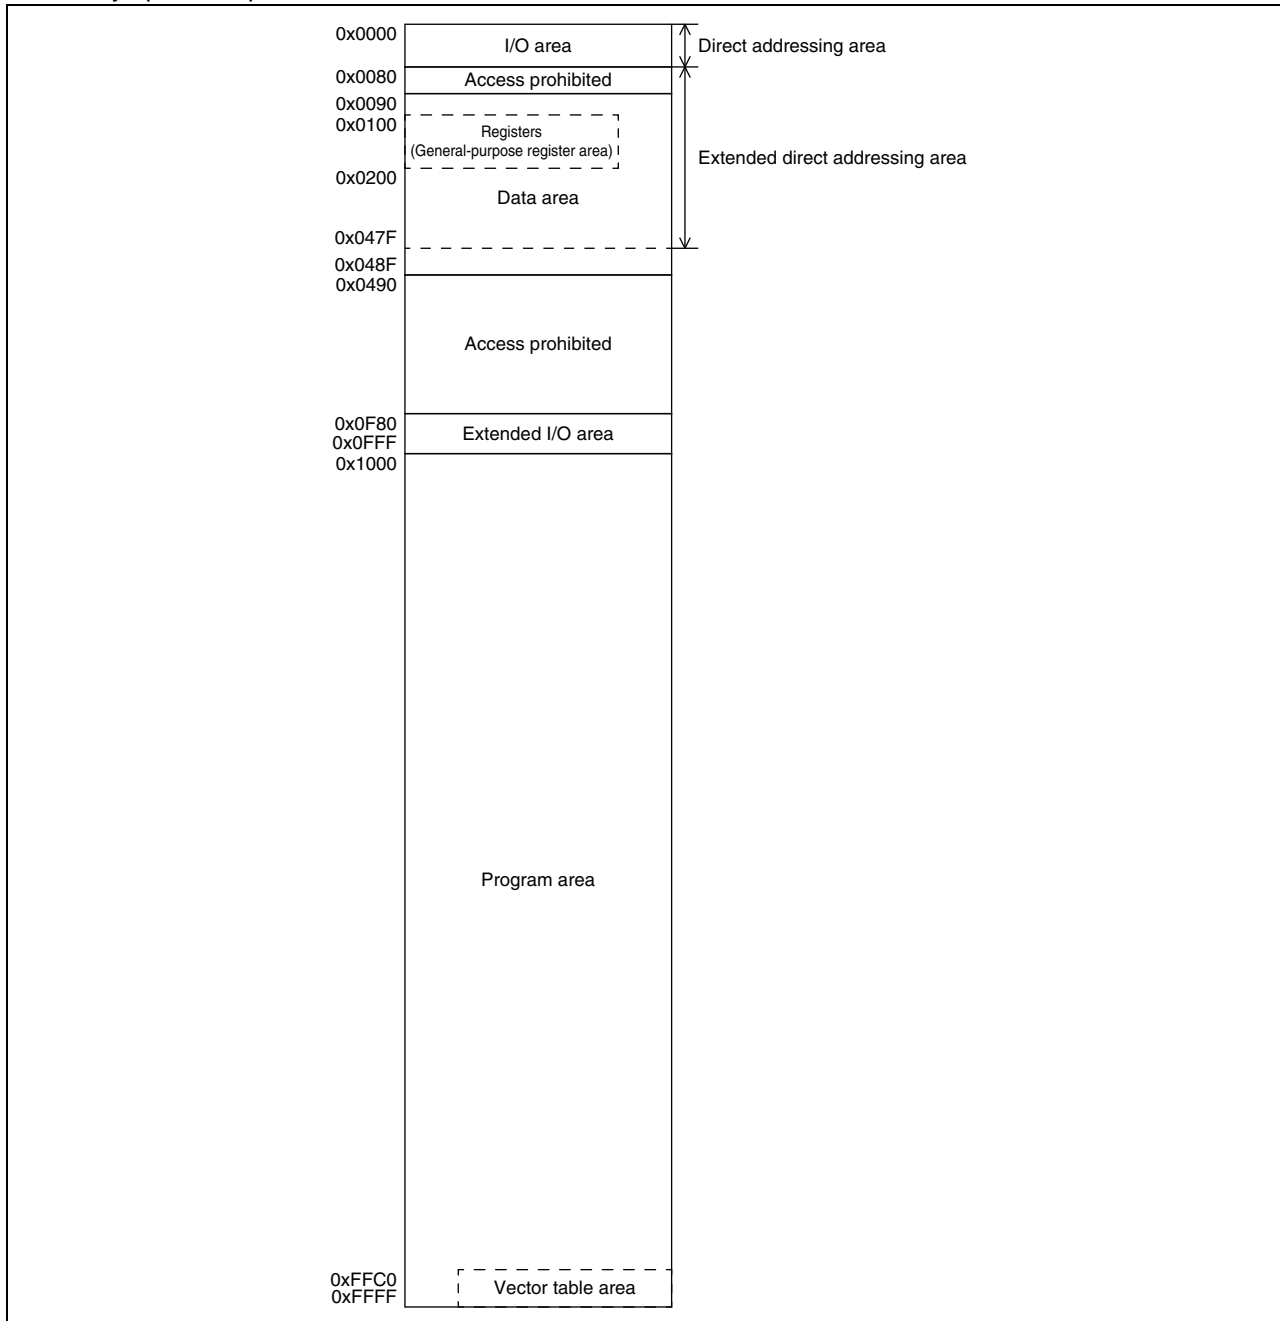 0x0000
I/O area
Direct addressing area
0x0080
Access prohibited
0x0090
0x0100
Registers
(General-purpose register area)
Extended direct addressing area
0x0200
Data area
0x047F
0x048F
0x0490
Access prohibited
0x0F80
Extended I/O area
0x0FFF
0x1000
Program area
0xFFC0
Vector table area
0xFFFF